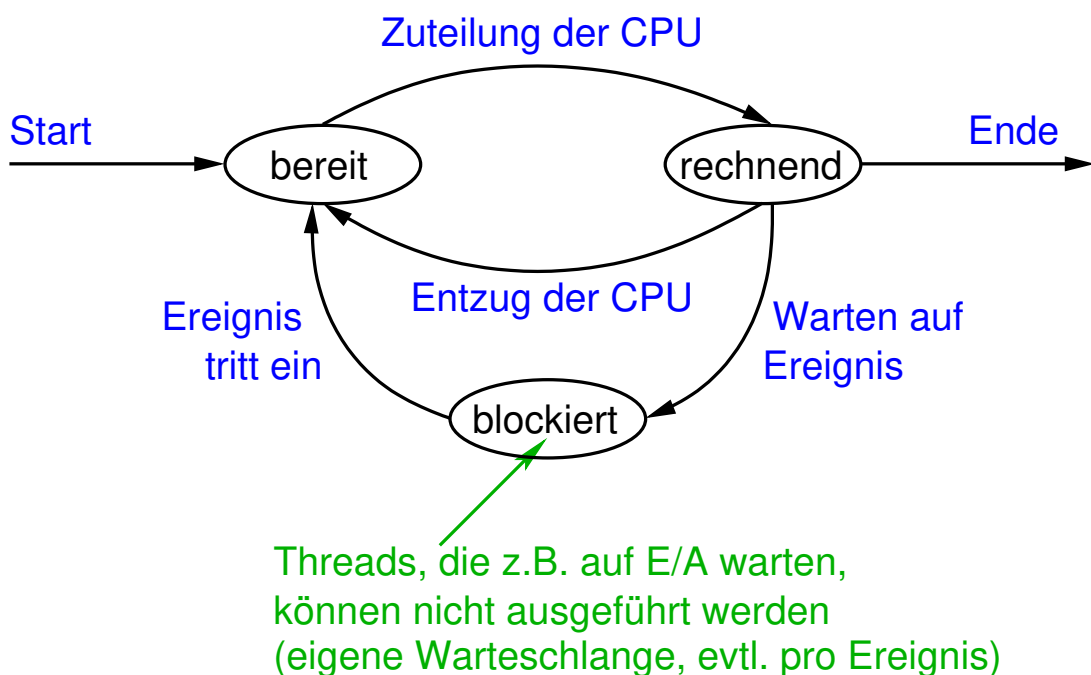 Zuteilung der CPU
Start
Ende
bereit
rechnend
Entzug der CPU
Ereignis
tritt ein
Warten auf
Ereignis
blockiert
Threads, die z.B. auf E/A warten,
können nicht ausgeführt werden
(eigene Warteschlange, evtl. pro Ereignis)